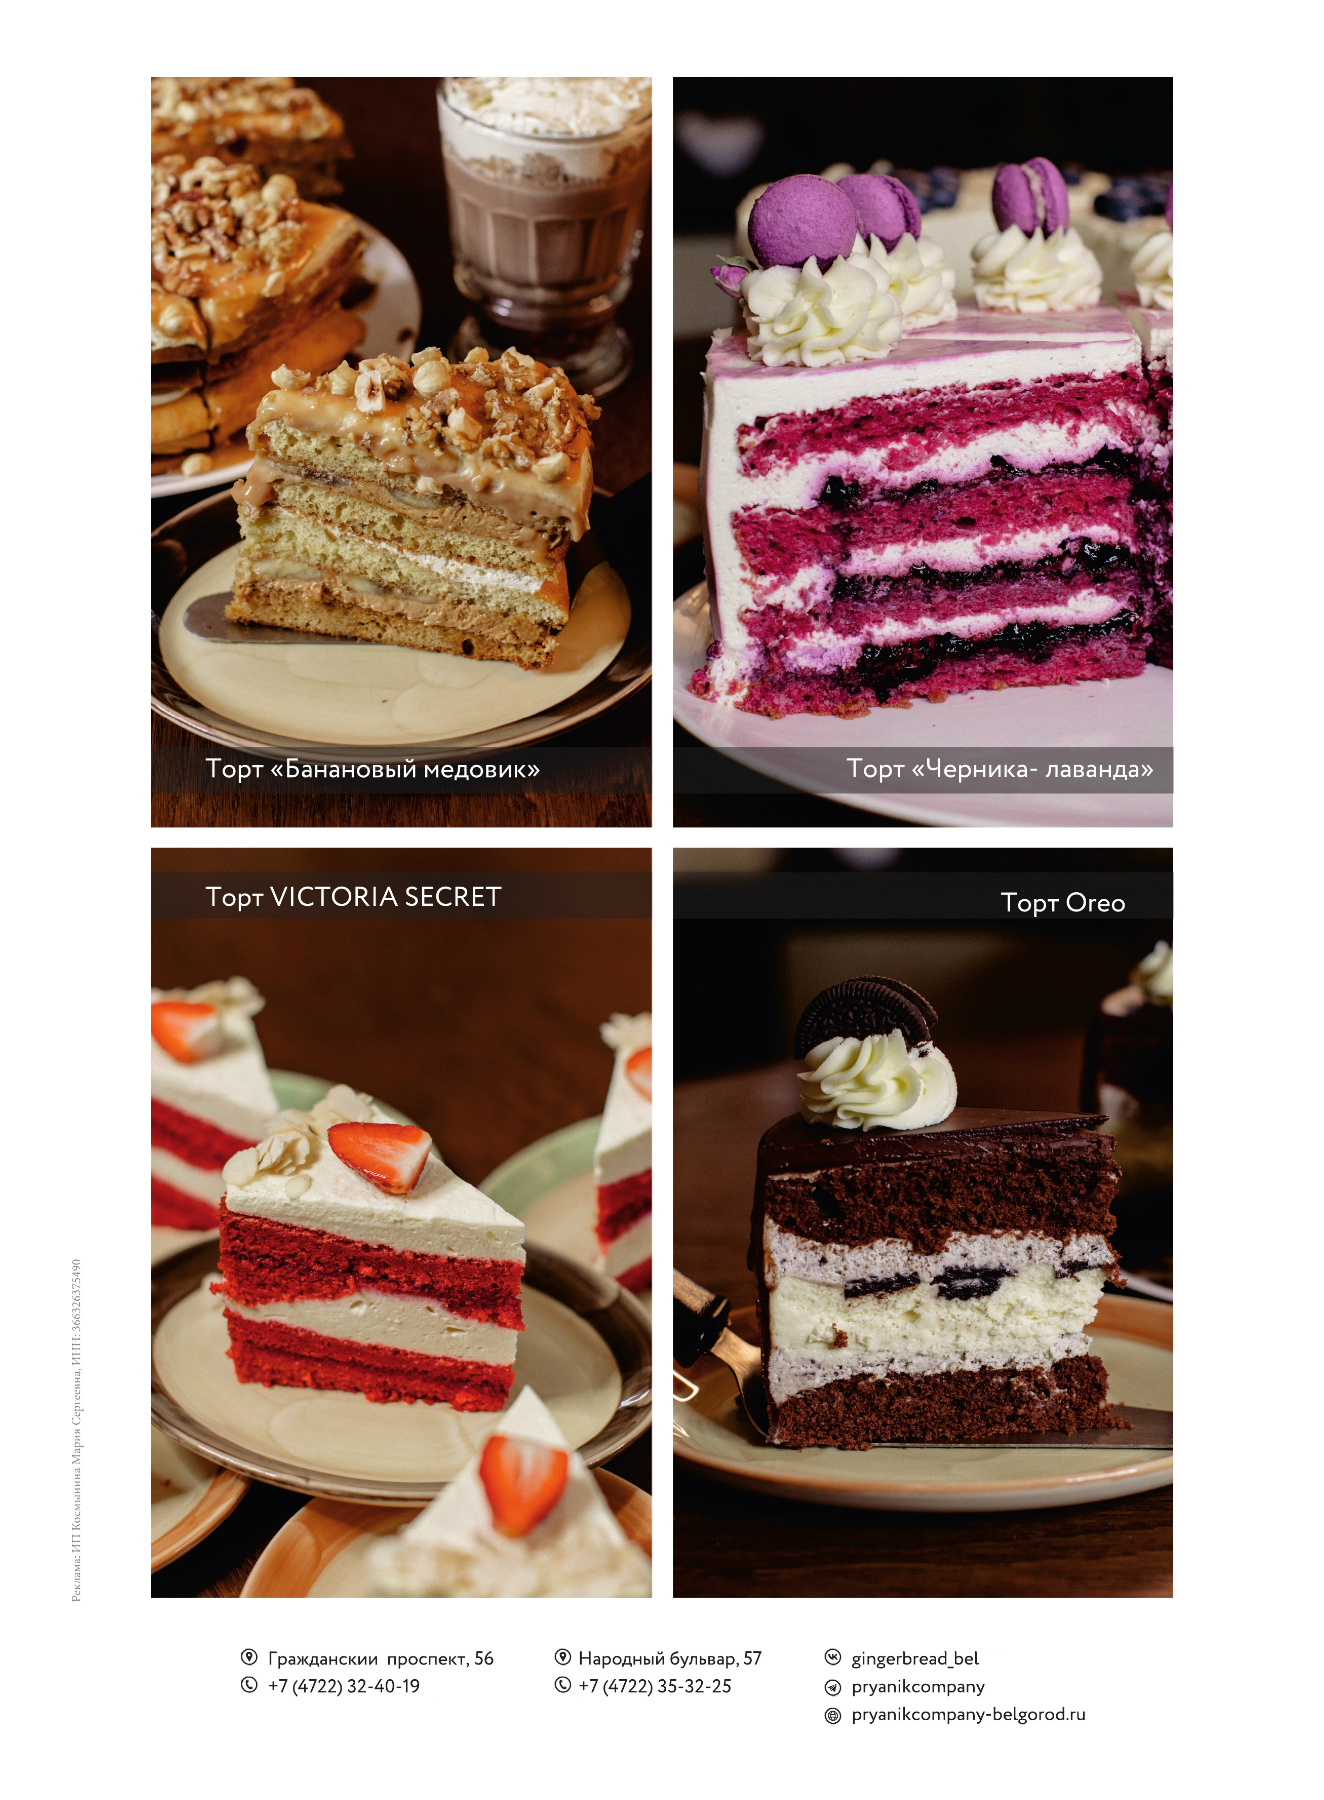 Торт «Банановый медовик»
Торт «Черника- лаванда»
Торт VICTORIA SECRET
Торт Oreo
Реклама: ИП Космынина Мария Сергеевна, ИНН: 366326375490
Гражданскии проспект, 56
+7 (4722) 32-40-19
Народный бульвар, 57
+7 (4722) 35-32-25
gingerbread_bel
pryanikcompany
pryanikcompany-belgorod.ru